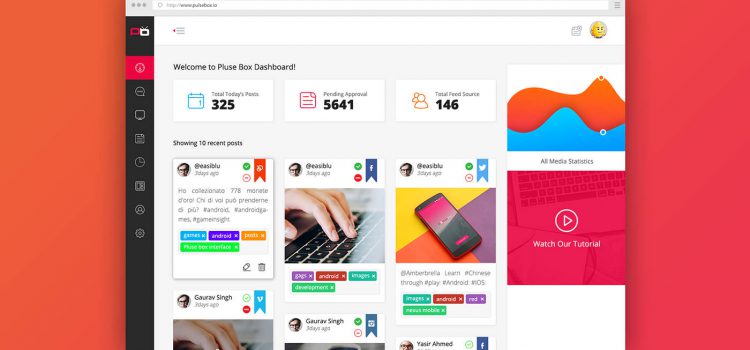 http://www.pulsebox.io
PB
Welcome to Pluse Box Dashboard!
1
Total Today's Posts
325
Pending Approval
5641
Total Feed Source
146
Showing 10 recent posts
@easiblu
3days ago
Ho collezionato 778 monete
d'oro! Chi di voi può prenderne
di più? #android, #androidga-
mes, #gameinsight
games × android × posts ×
Pluse box interface ×
@easiblu
3days ago
gags × android × images ×
development ×
@easiblu
3days ago
@Amberbrella Learn #Chinese
through #play: #Android: #IOS:
images × android × red ×
nexus mobile ×
Gaurav Singh
3days ago
Gaurav Singh
3days ago
Yasir Ahmed
All Media Statistics
Watch Our Tutorial